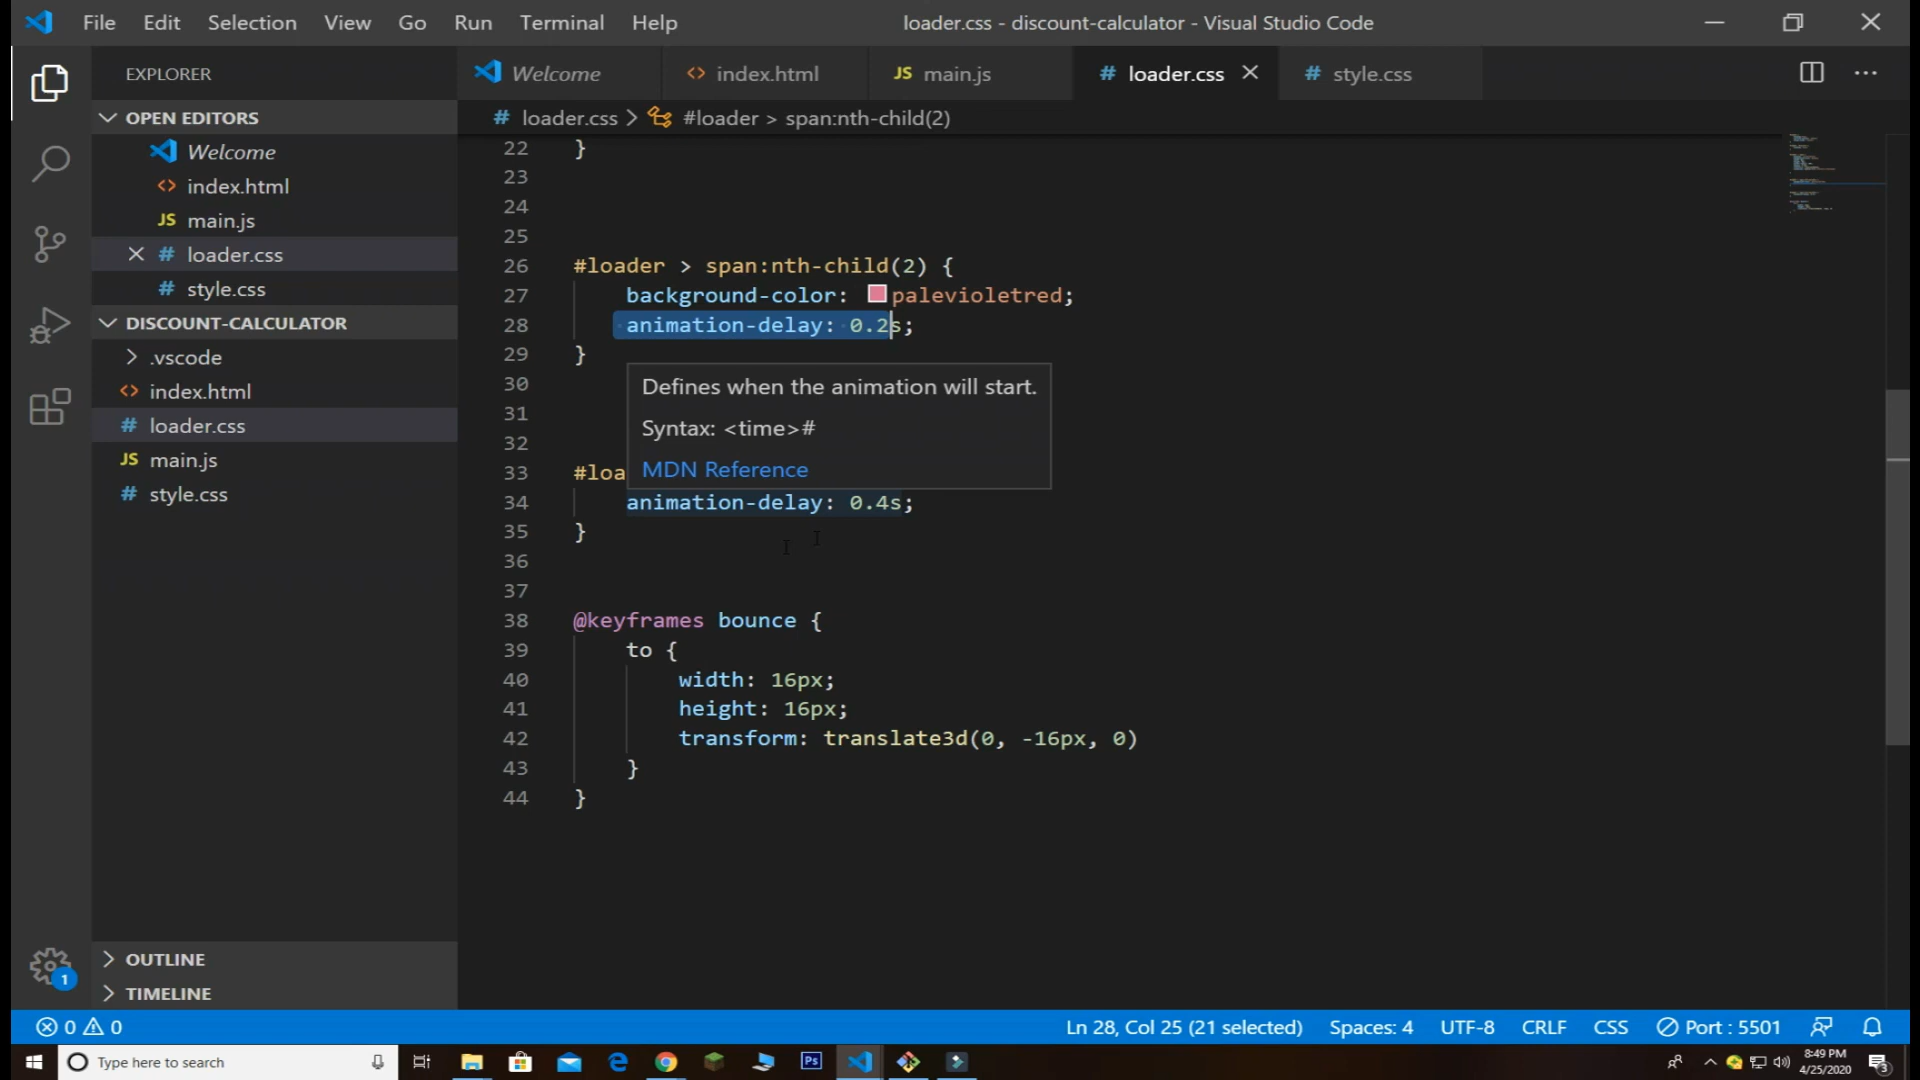 File Edit Selection View Go Run Terminal Help loader.css - discount-calculator - Visual Studio Code
EXPLORER
Welcome index.html JS main.js # loader.css # style.css
OPEN EDITORS
Welcome
index.html
JS main.js
# loader.css
# style.css
DISCOUNT-CALCULATOR
.vscode
index.html
# loader.css
JS main.js
# style.css
OUTLINE
TIMELINE
1
# loader.css > #loader > span:nth-child(2)
22 }
23
24
25
26 #loader > span:nth-child(2) {
27 background-color: palevioletred;
28 animation-delay: 0.2s;
29 }
30
31
32
33 #loa
34 animation-delay: 0.4s;
35 }
36
37
38 @keyframes bounce {
39 to {
40 width: 16px;
41 height: 16px;
42 transform: translate3d(0, -16px, 0)
43 }
44 }
Defines when the animation will start.
Syntax: <time>#
MDN Reference
0 0 Ln 28, Col 25 (21 selected) Spaces: 4 UTF-8 CRLF CSS Port : 5501
Type here to search Ps 8:49 PM
4/25/2020 3